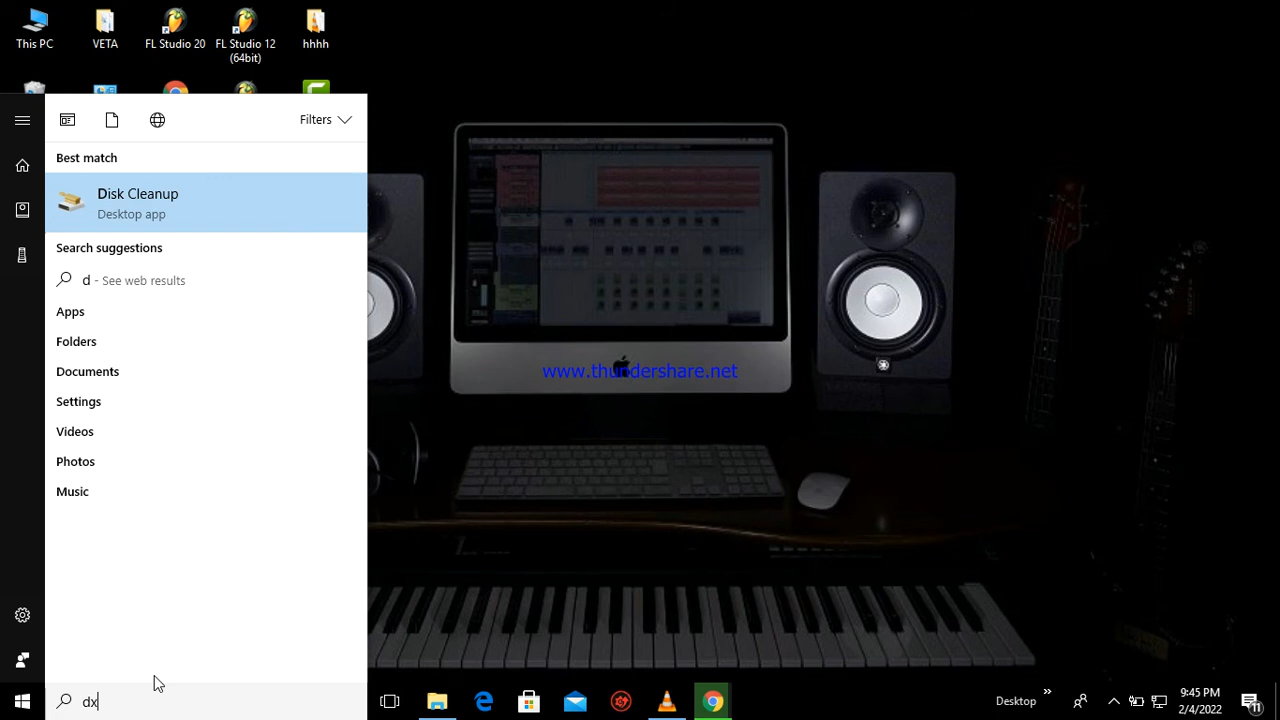 This PC
VETA
FL Studio 20
FL Studio 12
(64bit)
hhhh
Filters
Best match
Disk Cleanup
Desktop app
Search suggestions
d - See web results
Apps
Folders
Documents
Settings
Videos
Photos
Music
www.thundershare.net
dx
Desktop
9:45 PM
2/4/2022
11